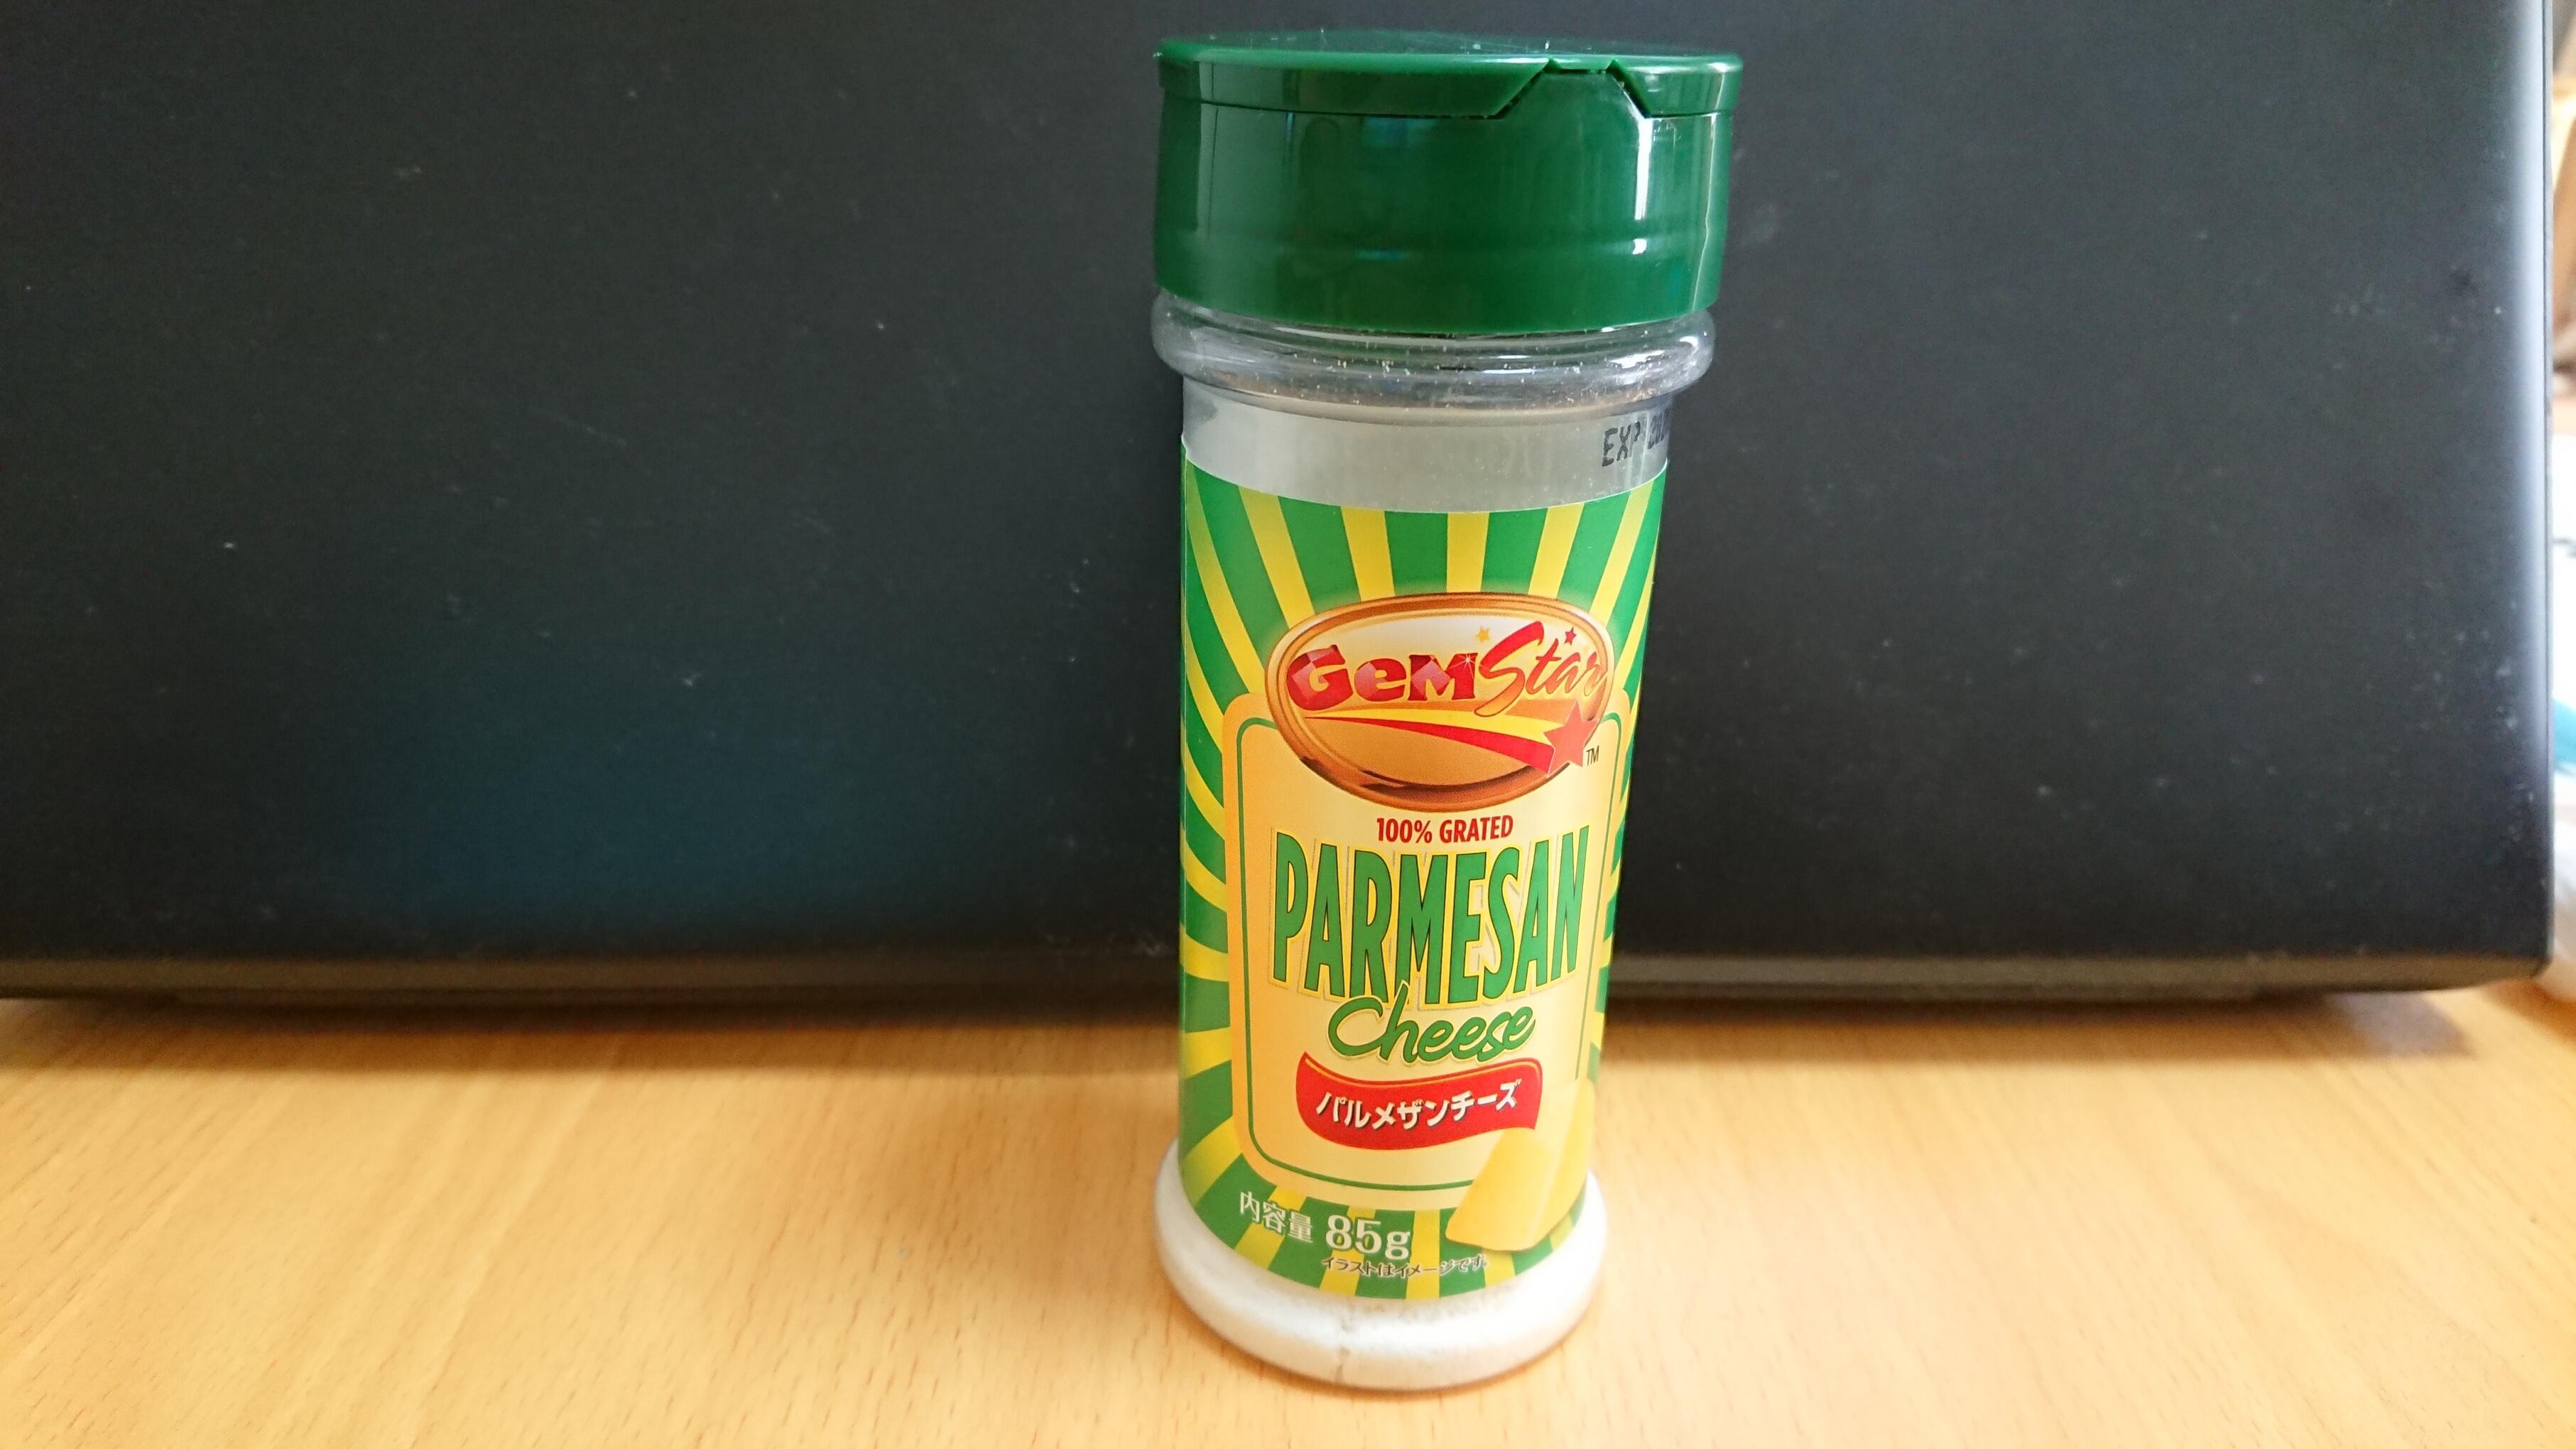 EXP
GeMStar
TM
100% GRATED
PARMESAN
Cheese
パルメザンチーズ
内容量 85g
イラストはイメージです。